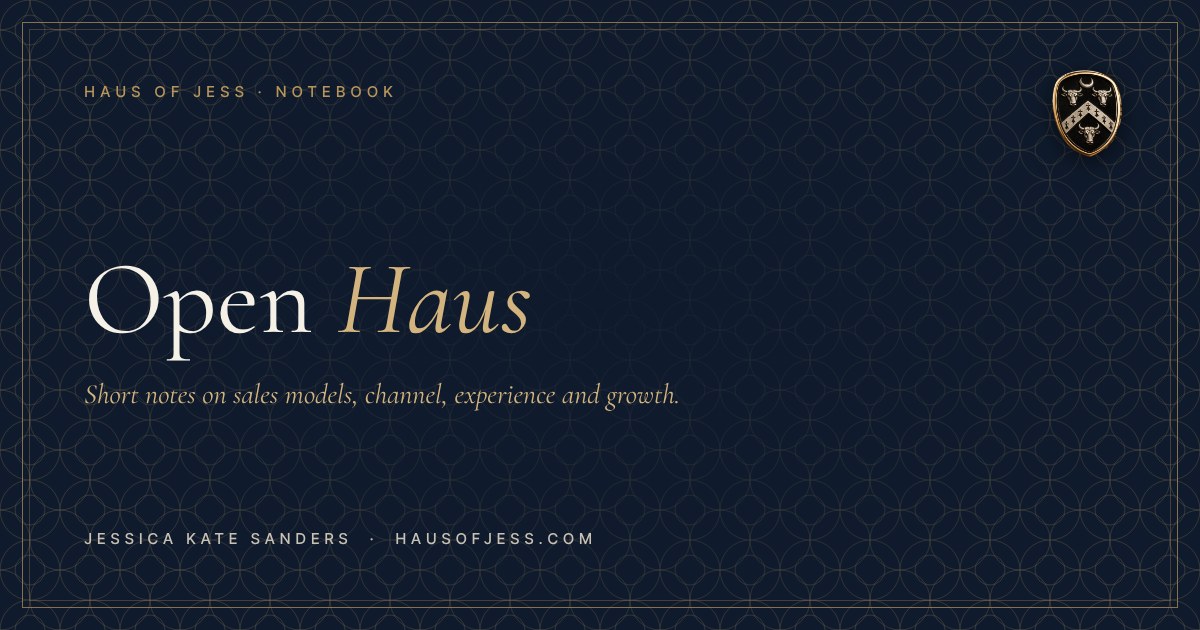 HAUS OF JESS · NOTEBOOK
Open Haus
Short notes on sales models, channel, experience and growth.
JESSICA KATE SANDERS · HAUSOFJESS.COM